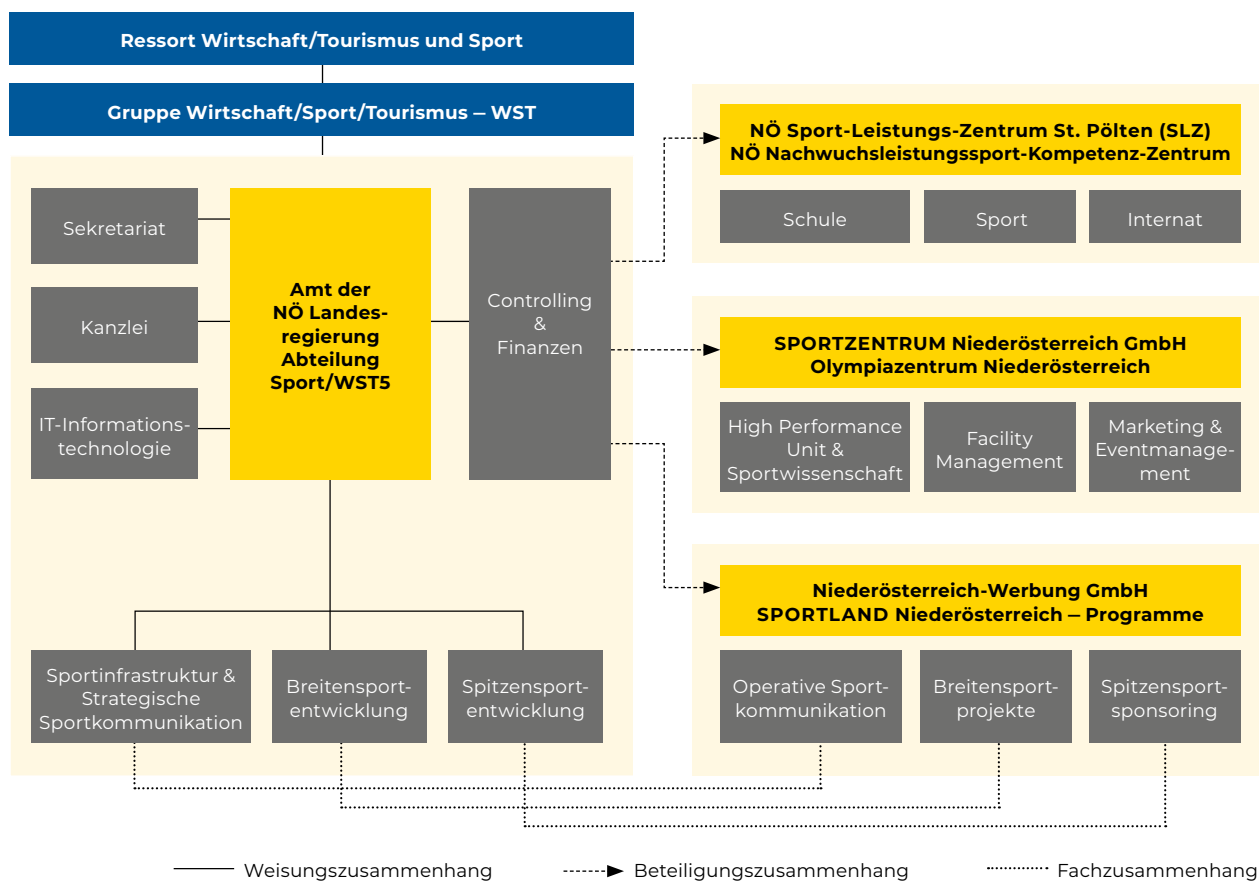 Ressort Wirtschaft/Tourismus und Sport
Gruppe Wirtschaft/Sport/Tourismus – WST
Sekretariat
Kanzlei
IT-Informations-
technologie
Amt der
NÖ Landes-
regierung
Abteilung
Sport/WST5
Controlling
&
Finanzen
Sportinfrastruktur &
Strategische
Sportkommunikation
Breitensport-
entwicklung
Spitzensport-
entwicklung
NÖ Sport-Leistungs-Zentrum St. Pölten (SLZ)
NÖ Nachwuchsleistungssport-Kompetenz-Zentrum
Schule
Sport
Internat
SPORTZENTRUM Niederösterreich GmbH
Olympiazentrum Niederösterreich
High Performance
Unit &
Sportwissenschaft
Facility
Management
Marketing &
Eventmanage-
ment
Niederösterreich-Werbung GmbH
SPORTLAND Niederösterreich – Programme
Operative Sport-
kommunikation
Breitensport-
projekte
Spitzensport-
sponsoring
Weisungszusammenhang
Beteiligungszusammenhang
Fachzusammenhang